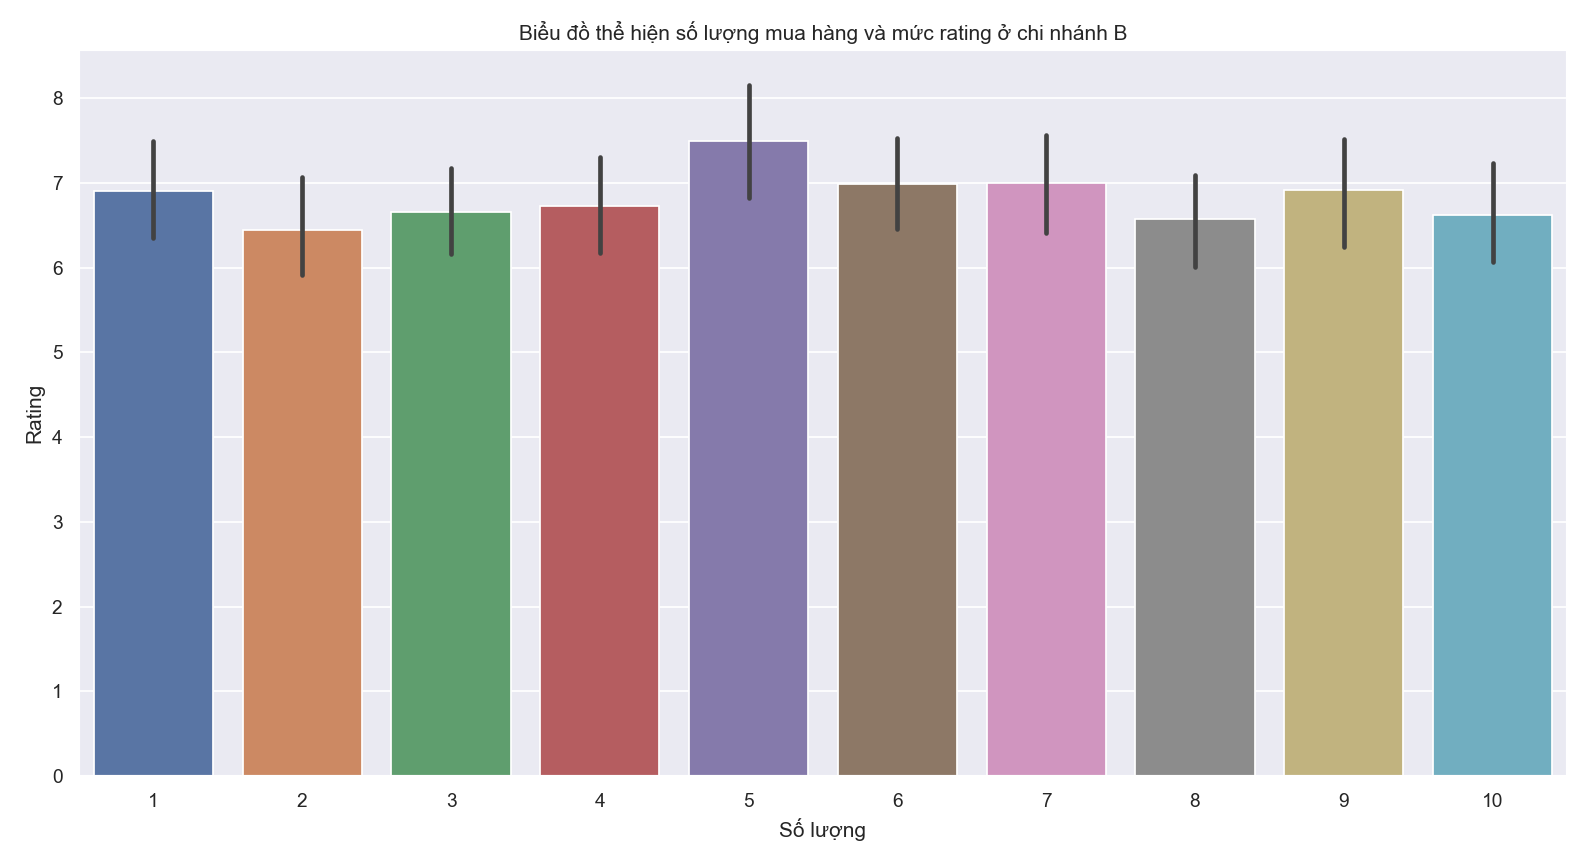 Biểu đồ thể hiện số lượng mua hàng và mức rating ở chi nhánh B
8
7
6
5
4
3
2
1
0
Rating
1 2 3 4 5 6 7 8 9 10
Số lượng